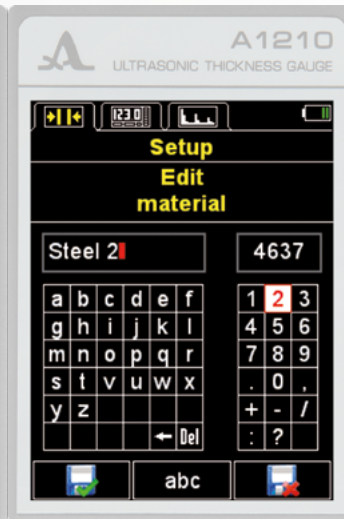 A1210
ULTRASONIC THICKNESS GAUGE
123.0
Setup
Edit
material
Steel 2 4637
a b c d e f 1 2 3
g h i j k l 4 5 6
m n o p q r 7 8 9
s t v u w x . 0 ,
y z + - /
← Del : ?
abc